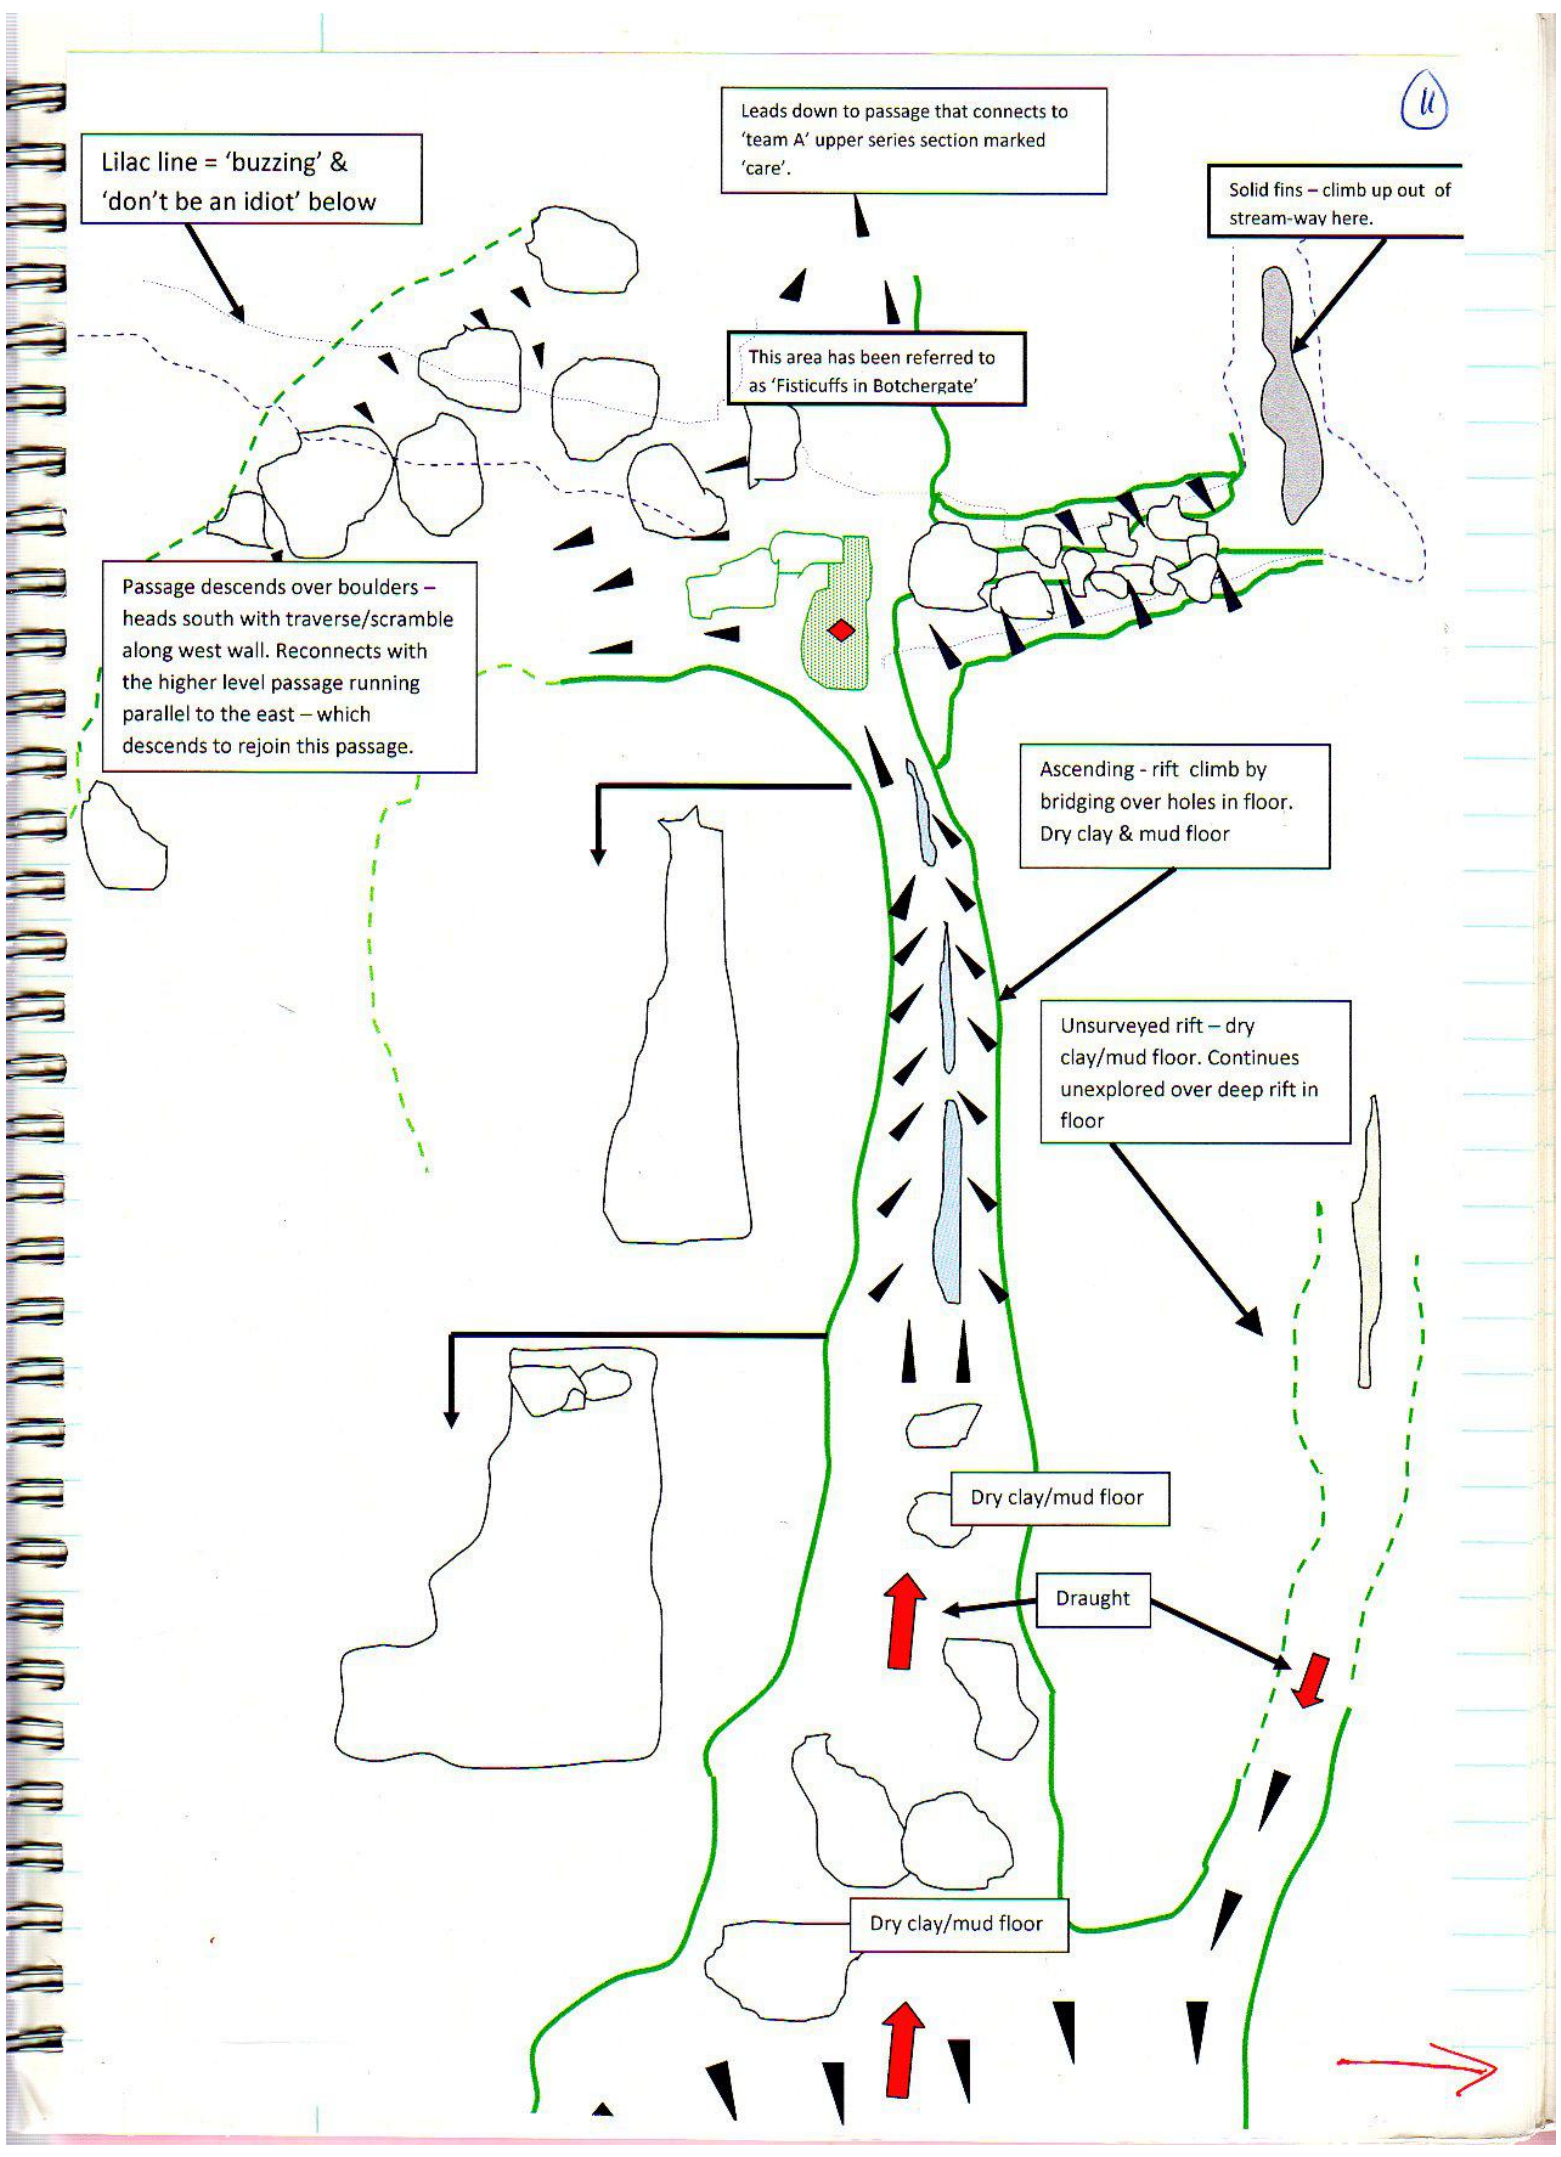 11
Leads down to passage that connects to
‘team A’ upper series section marked
‘care’.
Lilac line = ‘buzzing’ &
‘don’t be an idiot’ below
Solid fins – climb up out of
stream-way here.
This area has been referred to
as ‘Fisticuffs in Botchergate’
Passage descends over boulders –
heads south with traverse/scramble
along west wall. Reconnects with
the higher level passage running
parallel to the east – which
descends to rejoin this passage.
Ascending - rift climb by
bridging over holes in floor.
Dry clay & mud floor
Unsurveyed rift – dry
clay/mud floor. Continues
unexplored over deep rift in
floor
Dry clay/mud floor
Draught
Dry clay/mud floor